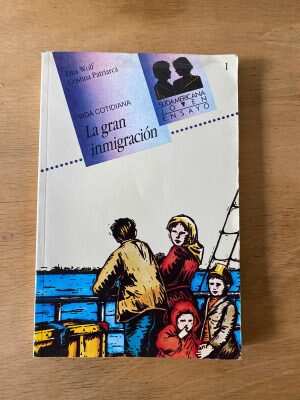 Ema Wolf
Cristina Patriarca
VIDA COTIDIANA
La gran
inmigración
SUDAMERICANA
JOVEN
ENSAYO
1